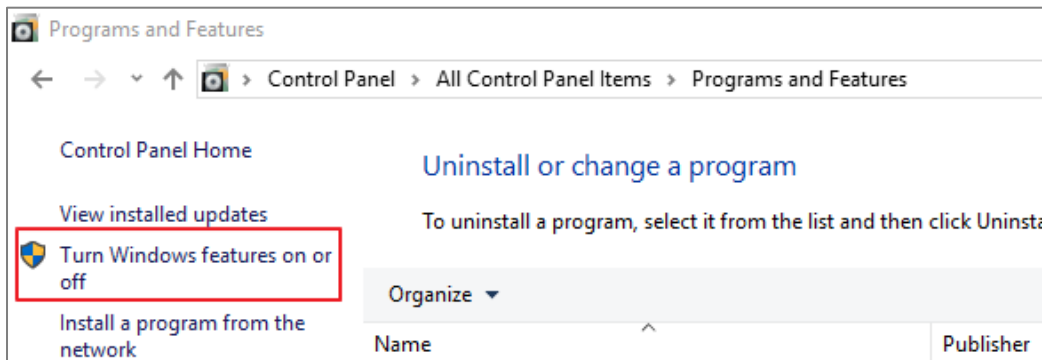 Programs and Features
Control Panel > All Control Panel Items > Programs and Features
Control Panel Home
Uninstall or change a program
View installed updates
To uninstall a program, select it from the list and then click Uninsta
Turn Windows features on or
off
Organize
Install a program from the
network
Name
Publisher